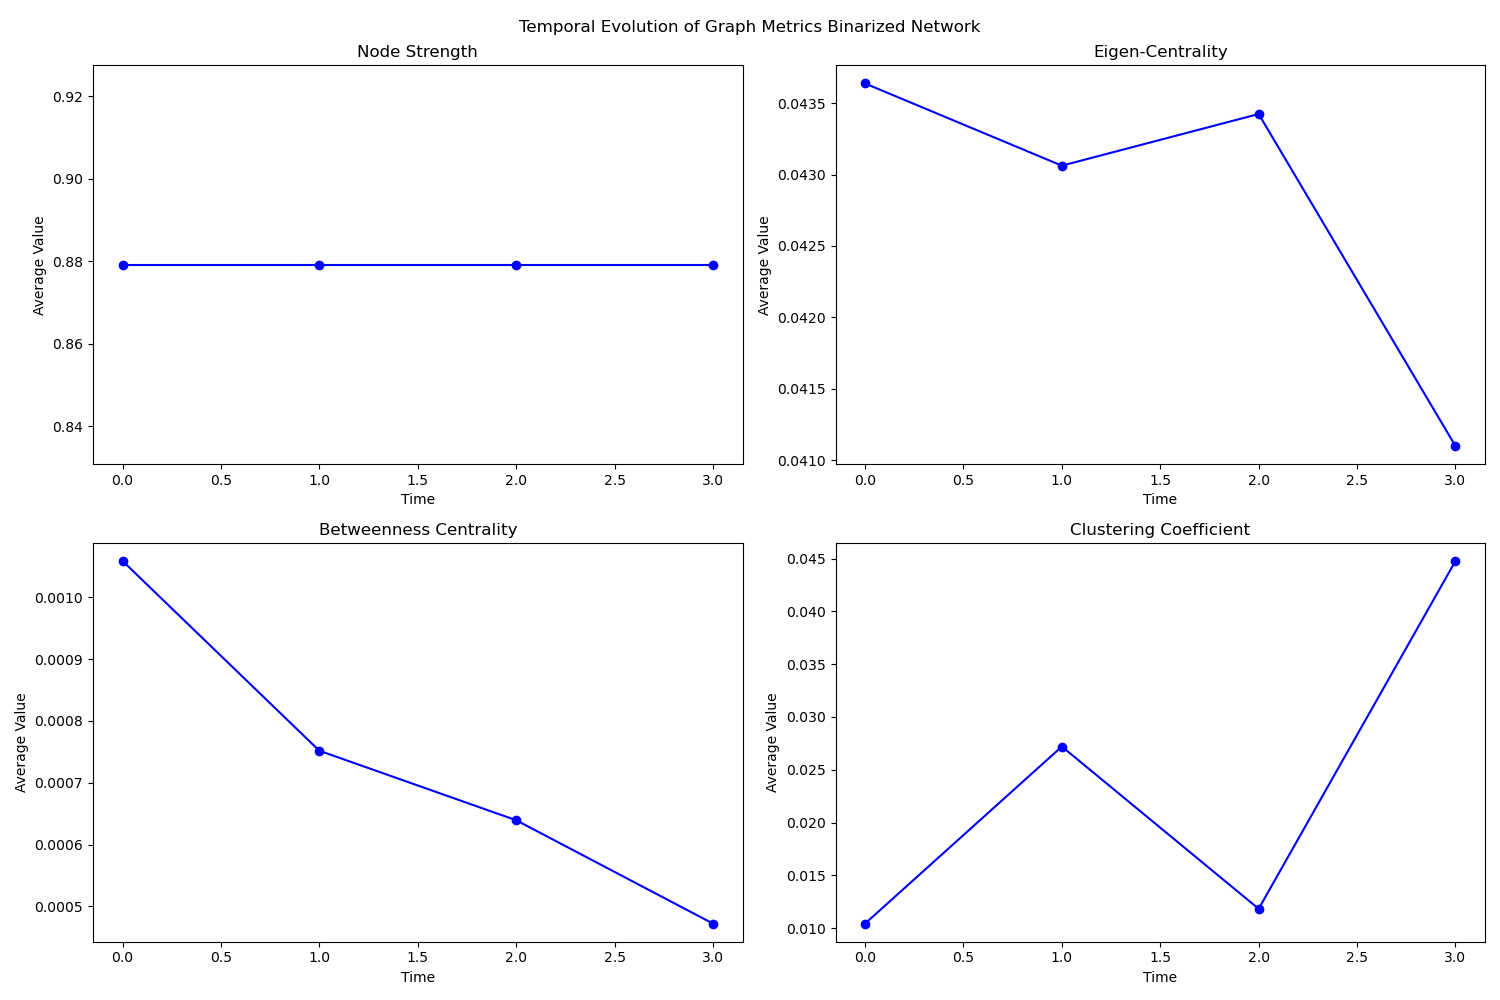 Temporal Evolution of Graph Metrics Binarized Network
Node Strength
0.92
0.90
0.88
0.86
0.84
Average Value
0.0 0.5 1.0 1.5 2.0 2.5 3.0
Time
Eigen-Centrality
0.0435
0.0430
0.0425
0.0420
0.0415
0.0410
Average Value
0.0 0.5 1.0 1.5 2.0 2.5 3.0
Time
Betweenness Centrality
0.0010
0.0009
0.0008
0.0007
0.0006
0.0005
Average Value
0.0 0.5 1.0 1.5 2.0 2.5 3.0
Time
Clustering Coefficient
0.045
0.040
0.035
0.030
0.025
0.020
0.015
0.010
Average Value
0.0 0.5 1.0 1.5 2.0 2.5 3.0
Time